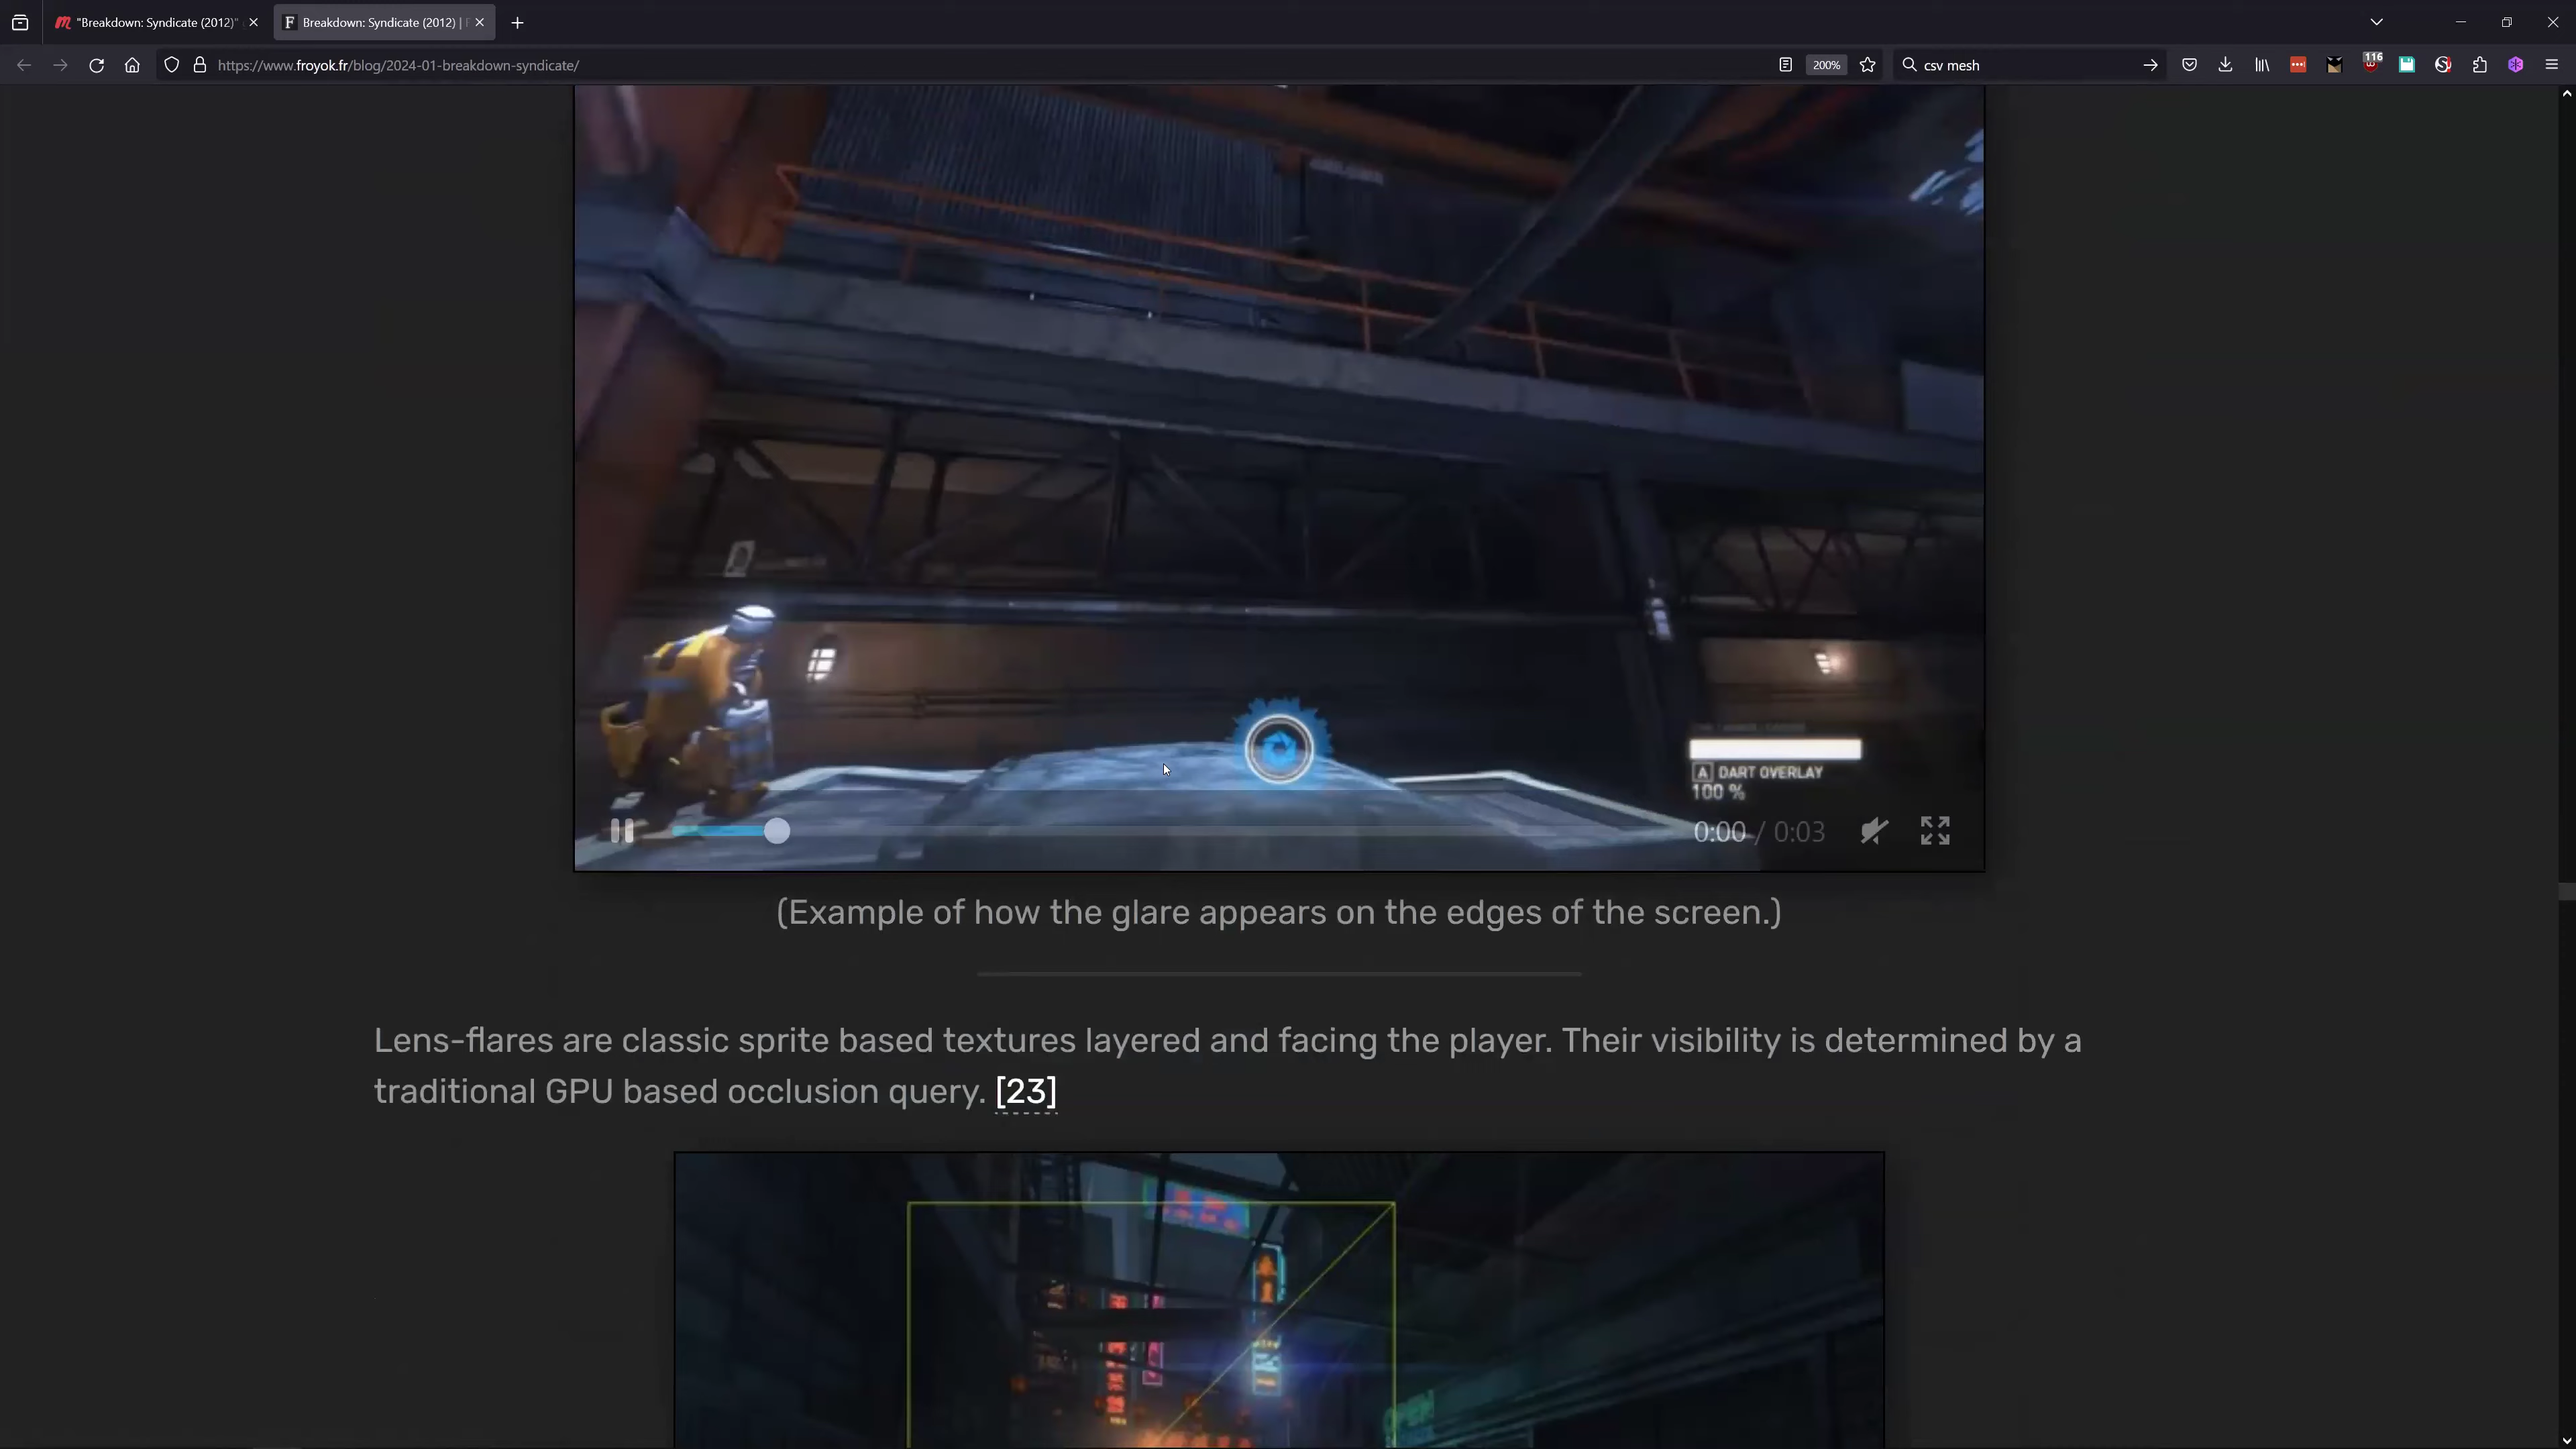 "Breakdown: Syndicate (2012)"
Breakdown: Syndicate (2012) |
https://www.froyok.fr/blog/2024-01-breakdown-syndicate/
200%
csv mesh
116
A DART OVERLAY
100 %
0:00 / 0:03
(Example of how the glare appears on the edges of the screen.)
Lens-flares are classic sprite based textures layered and facing the player. Their visibility is determined by a
traditional GPU based occlusion query. [23]